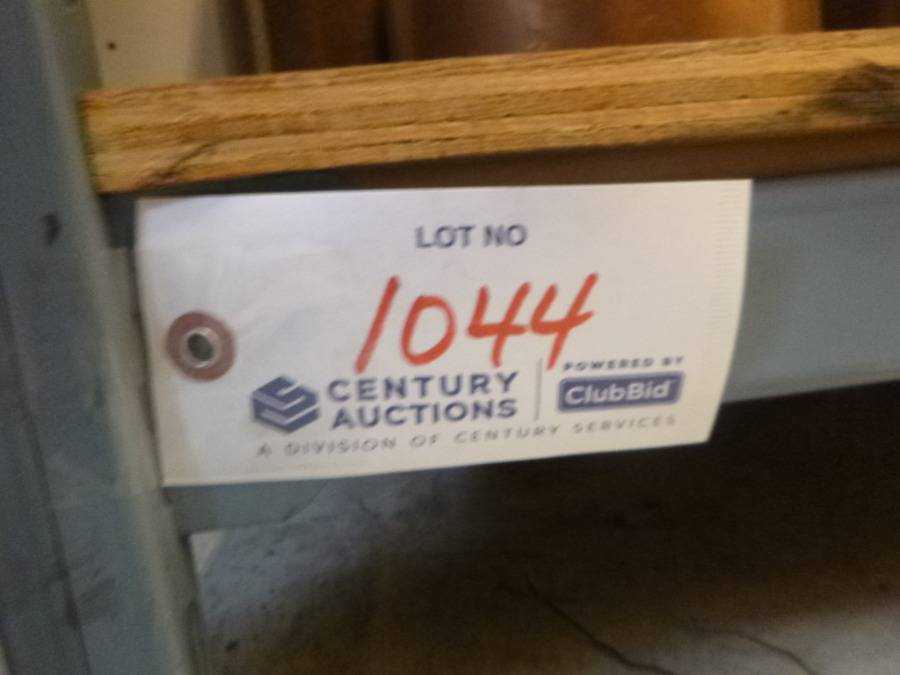 LOT NO
1044
CENTURY AUCTIONS
POWERED BY
ClubBid
A DIVISION OF CENTURY SERVICES